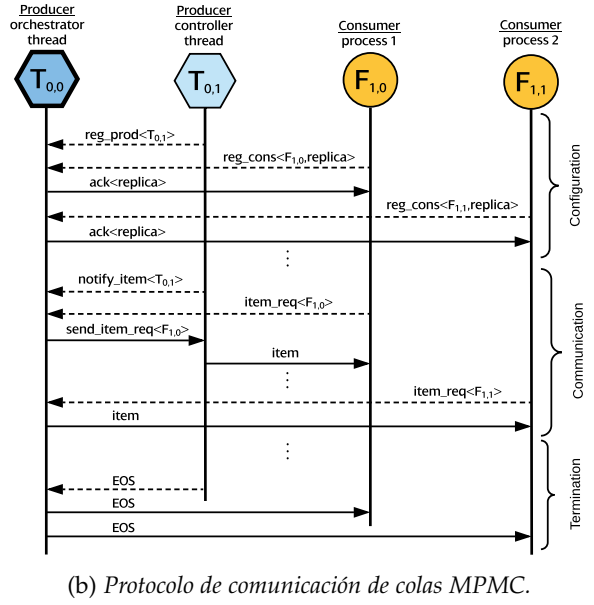 Producer
orchestrator
thread
Producer
controller
thread
Consumer
process 1
Consumer
process 2
T0,0
T0,1
F1,0
F1,1
reg_prod<T0,1>
reg_cons<F1,0,replica>
ack<replica>
reg_cons<F1,1,replica>
ack<replica>
Configuration
notify_item<T0,1>
item_req<F1,0>
send_item_req<F1,0>
item
item_req<F1,1>
item
Communication
EOS
EOS
EOS
Termination
(b) Protocolo de comunicación de colas MPMC.